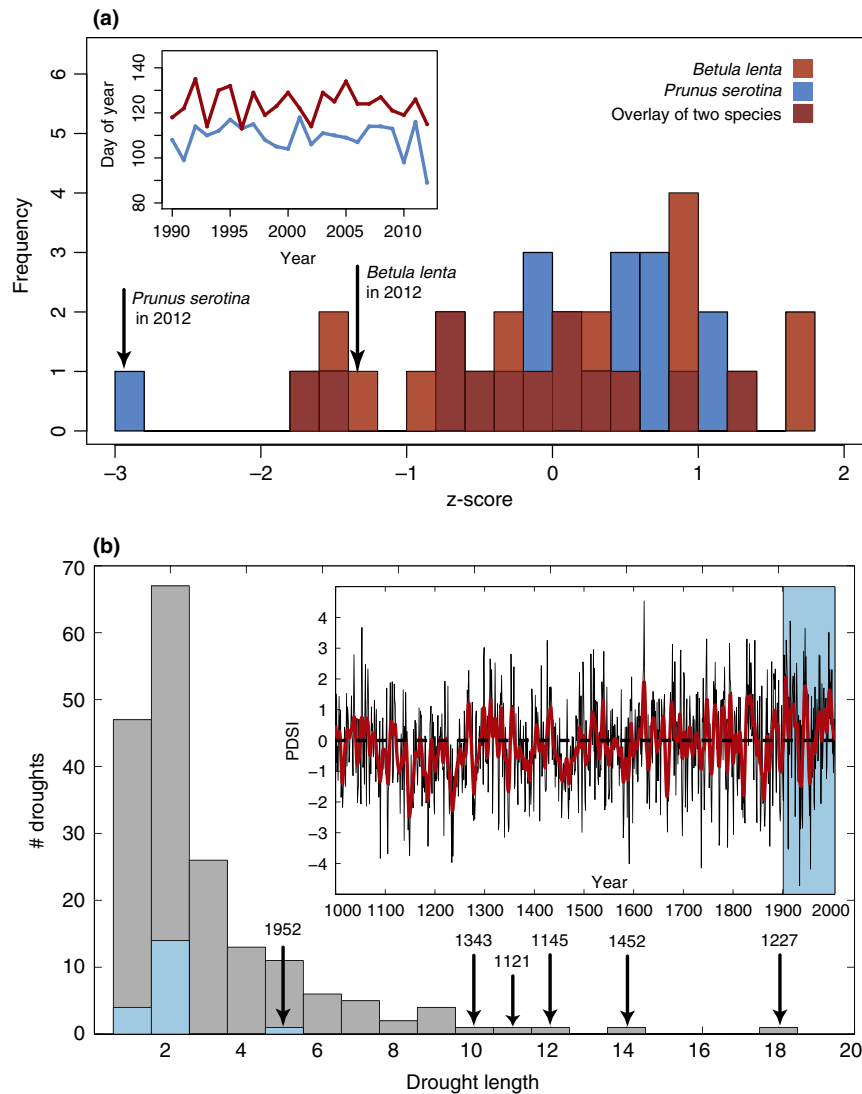 (a)
Betula lenta
Prunus serotina
Overlay of two species
Day of year
140
120
100
80
1990 1995 2000 2005 2010
Year
Frequency
6
5
4
3
2
1
0
Prunus serotina
in 2012
Betula lenta
in 2012
−3 −2 −1 0 1 2
z-score
(b)
# droughts
70
60
50
40
30
20
10
0
PDSI
4
3
2
1
0
−1
−2
−3
−4
Year
1000 1100 1200 1300 1400 1500 1600 1700 1800 1900 2000
1952
1343
1121
1145
1452
1227
2 4 6 8 10 12 14 16 18 20
Drought length